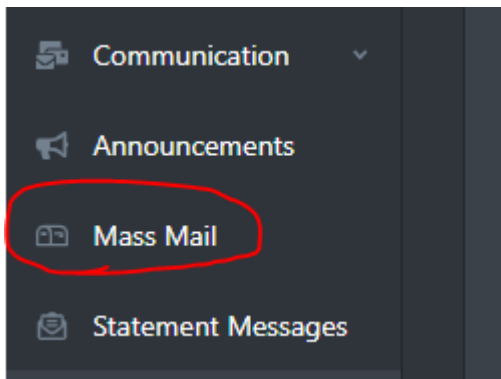 Communication
Announcements
Mass Mail
Statement Messages